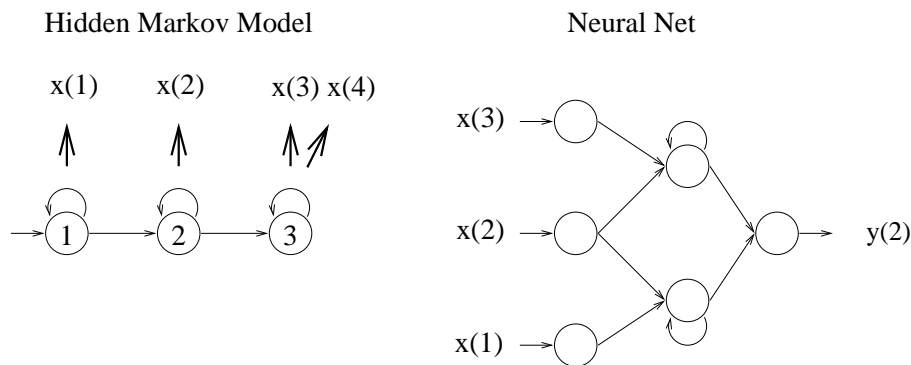 Hidden Markov Model
x(1) x(2) x(3) x(4)
1 2 3
Neural Net
x(3)
x(2)
y(2)
x(1)